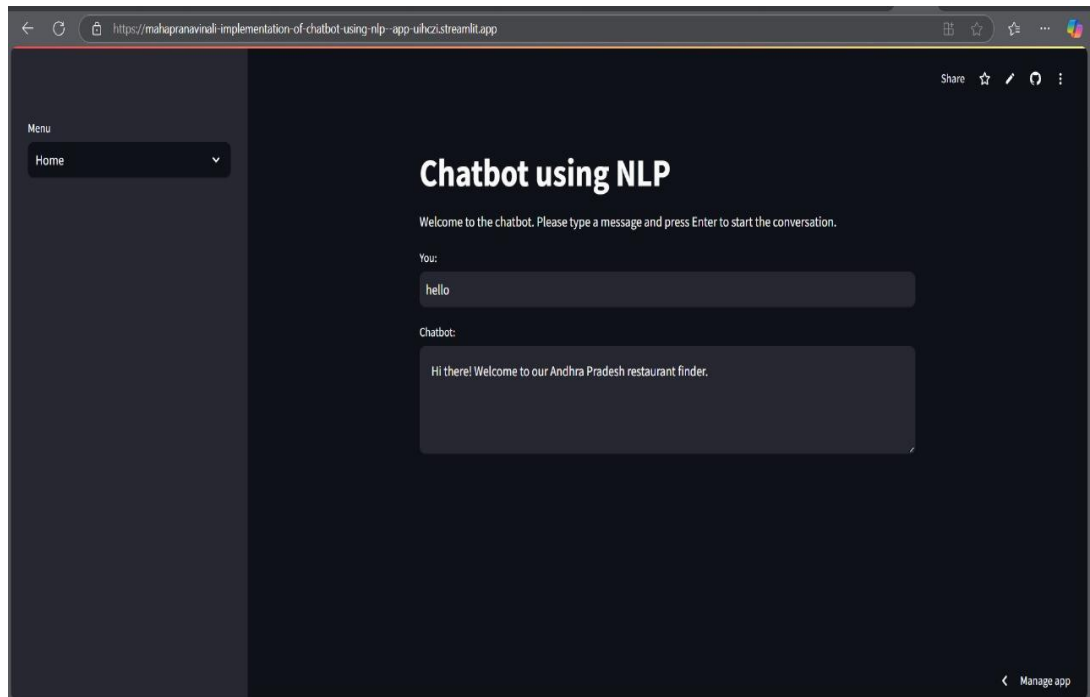 https://mahapranavinali-implementation-of-chatbot-using-nlp--app-uihczi.streamlit.app
Share
Menu
Home
Chatbot using NLP
Welcome to the chatbot. Please type a message and press Enter to start the conversation.
You:
hello
Chatbot:
Hi there! Welcome to our Andhra Pradesh restaurant finder.
Manage app